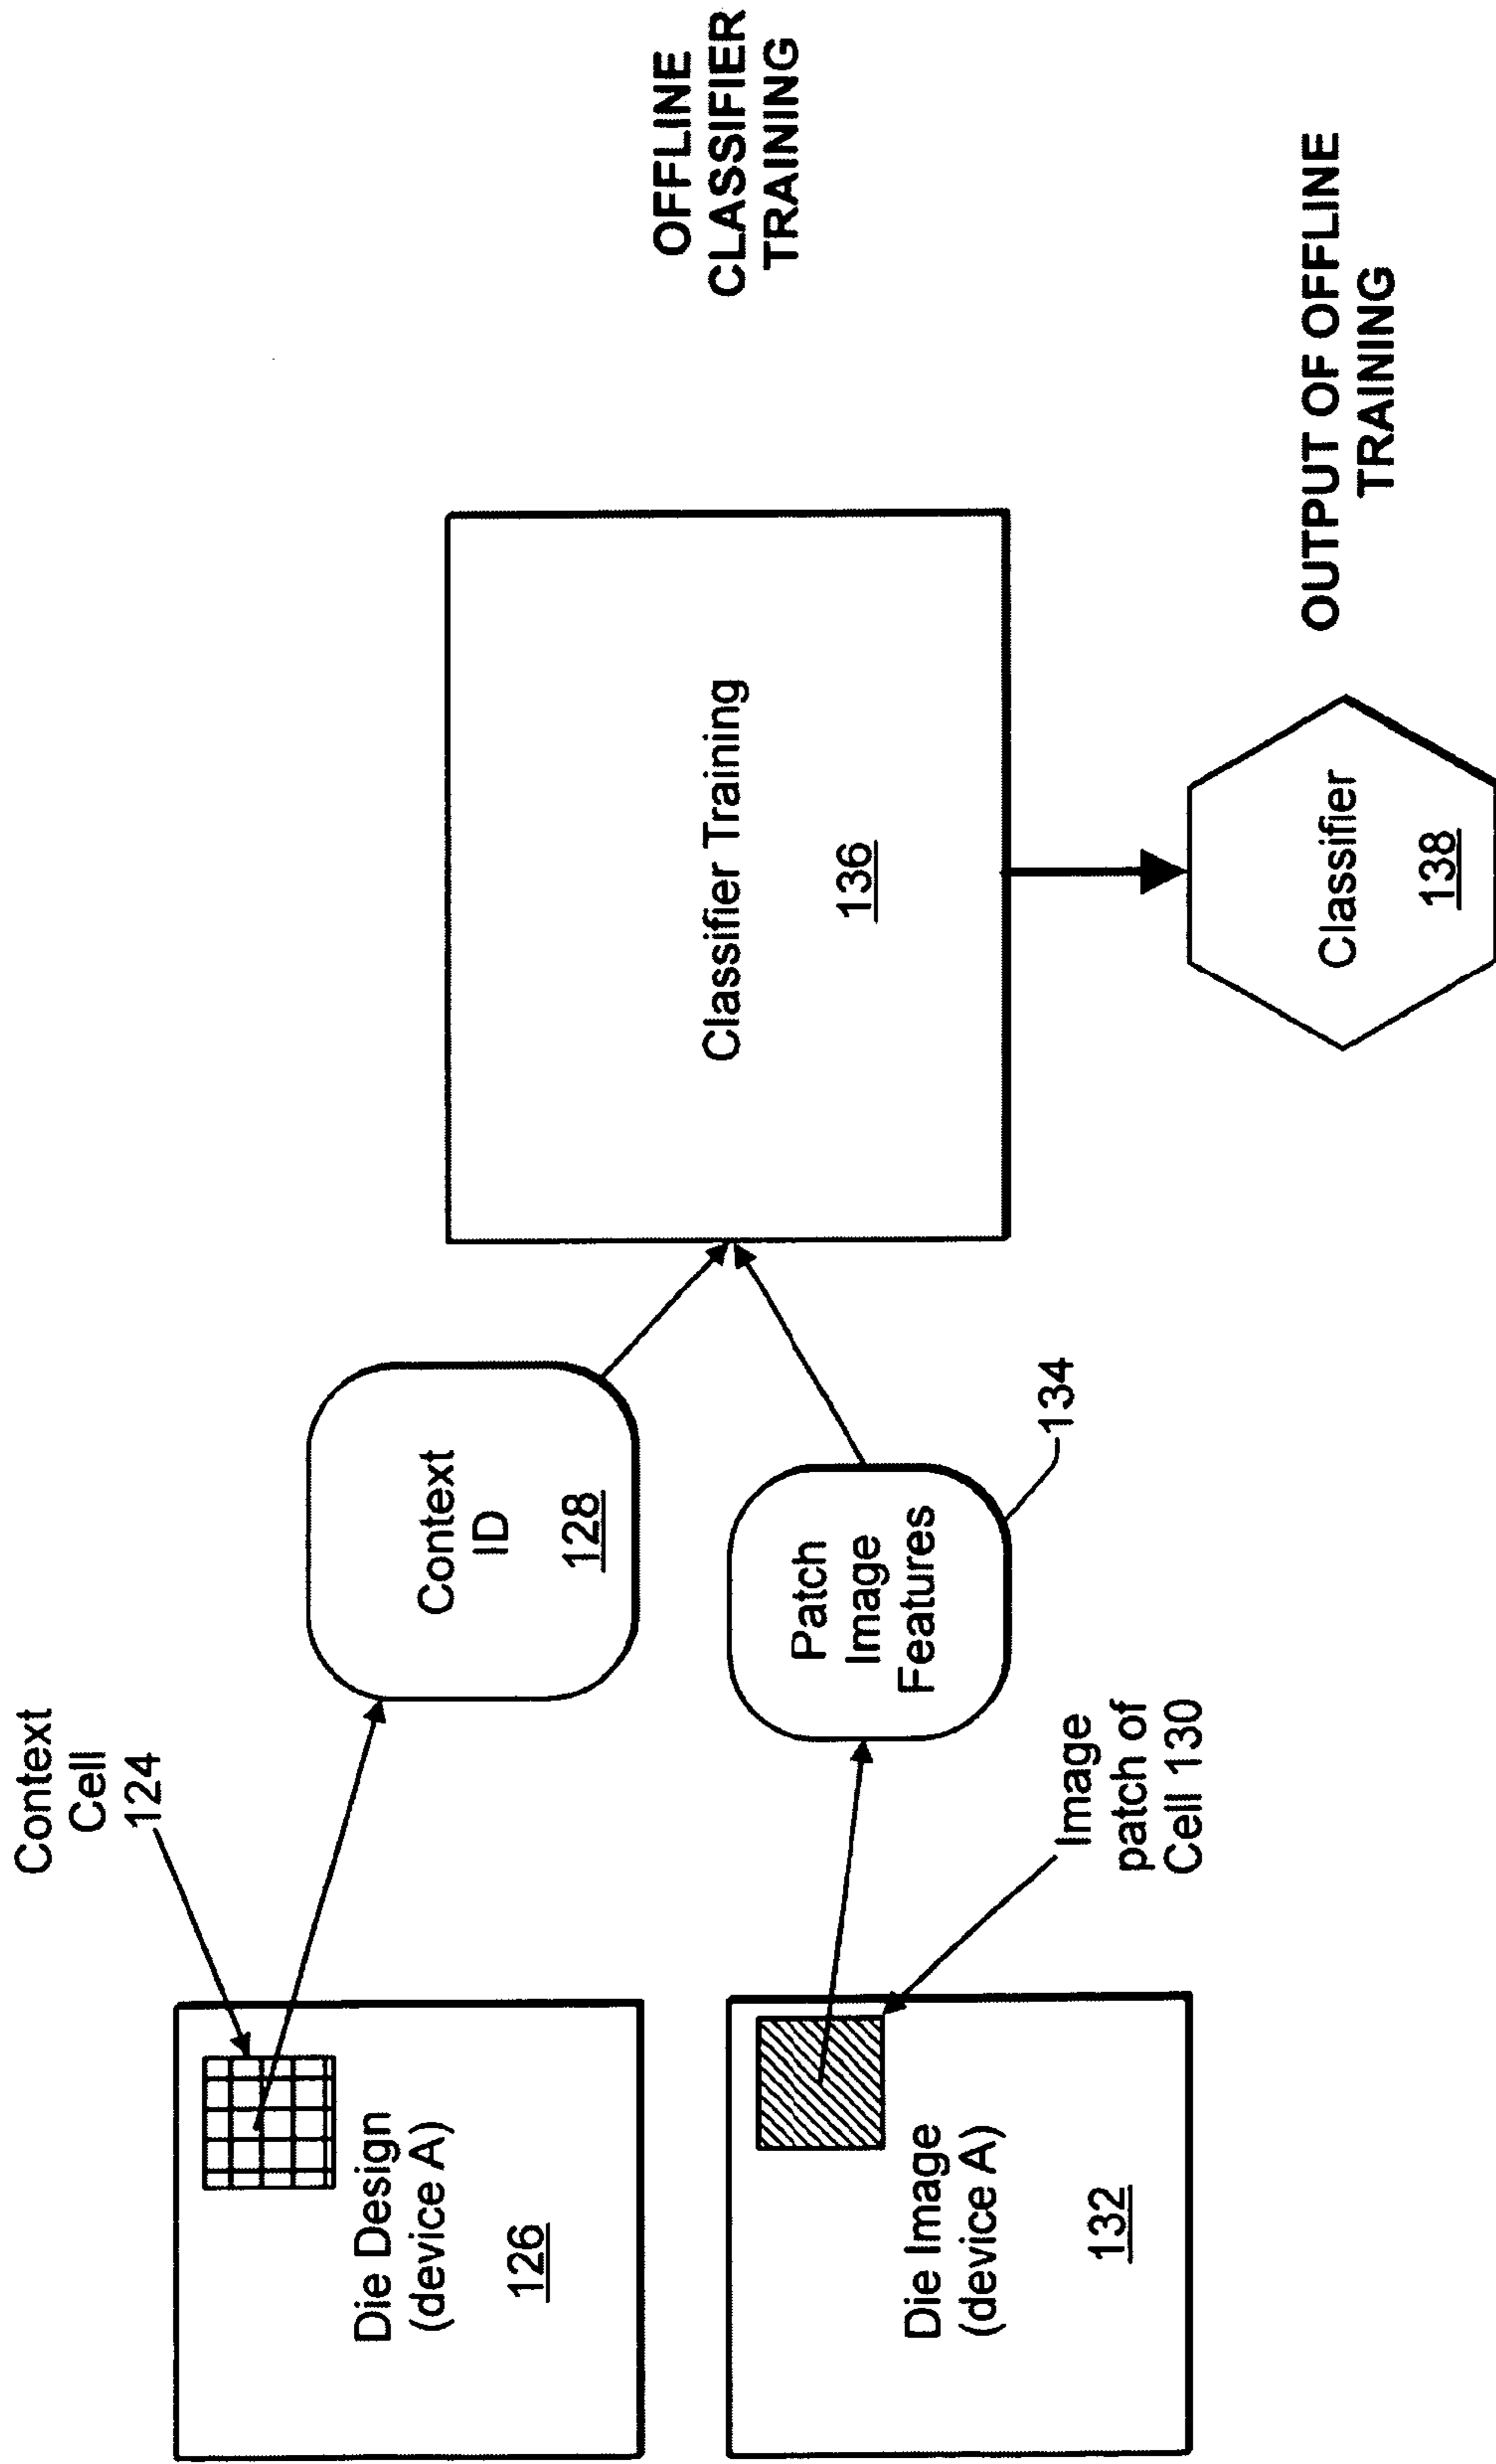 Context
Cell
124
Die Design
(device A)
126
Context
ID
128
Die Image
(device A)
132
Image
patch of
Cell 130
Patch
Image
Features
134
Classifier Training
136
OFFLINE
CLASSIFIER
TRAINING
Classifier
138
OUTPUT OF OFFLINE
TRAINING